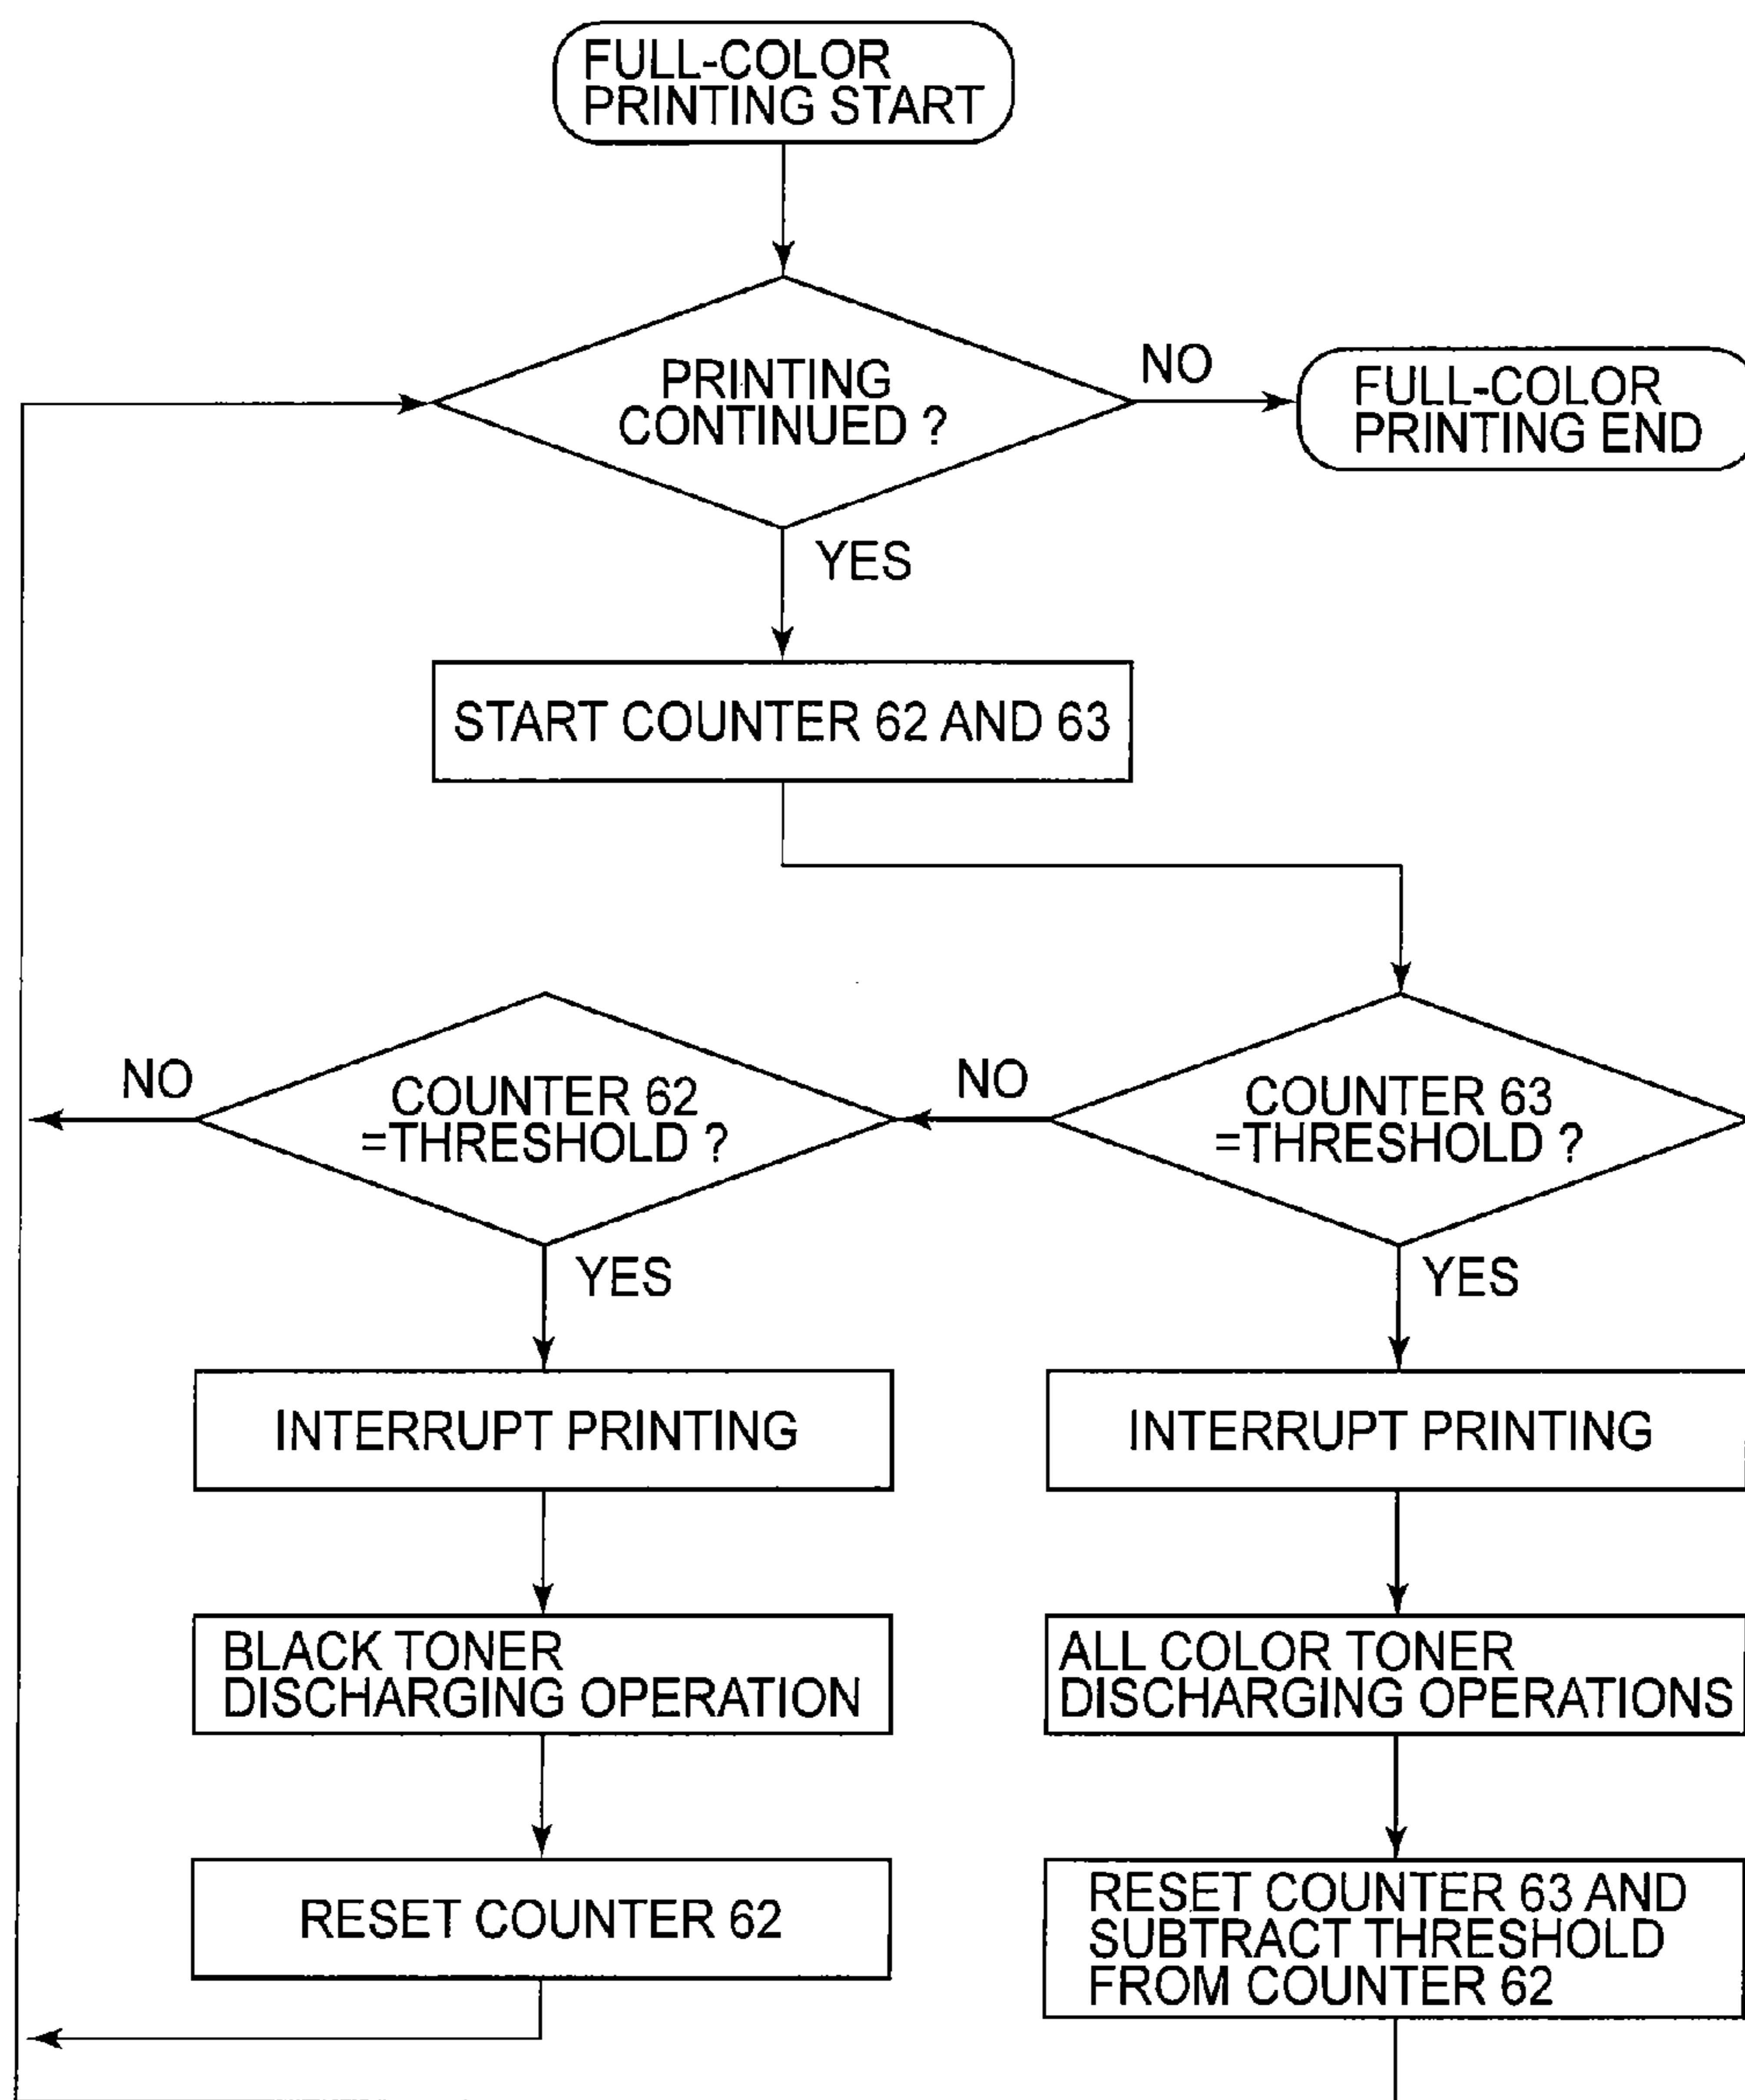 FULL-COLOR
PRINTING START
PRINTING
CONTINUED ?
NO
FULL-COLOR
PRINTING END
YES
START COUNTER 62 AND 63
NO
COUNTER 62
=THRESHOLD ?
NO
COUNTER 63
=THRESHOLD ?
YES
YES
INTERRUPT PRINTING
INTERRUPT PRINTING
BLACK TONER
DISCHARGING OPERATION
ALL COLOR TONER
DISCHARGING OPERATIONS
RESET COUNTER 62
RESET COUNTER 63 AND
SUBTRACT THRESHOLD
FROM COUNTER 62